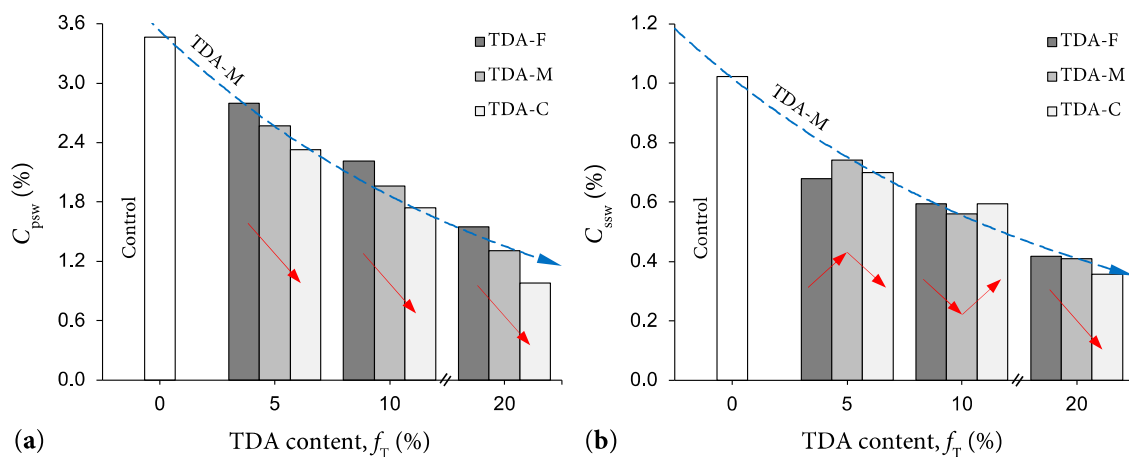 3.6
3.0
2.4
1.8
1.2
0.6
0.0
C_psw (%)
Control
TDA-M
TDA-F
TDA-M
TDA-C
0
5
10
20
(a)
TDA content, f_T (%)
1.2
1.0
0.8
0.6
0.4
0.2
0.0
C_ssw (%)
Control
TDA-M
TDA-F
TDA-M
TDA-C
0
5
10
20
(b)
TDA content, f_T (%)